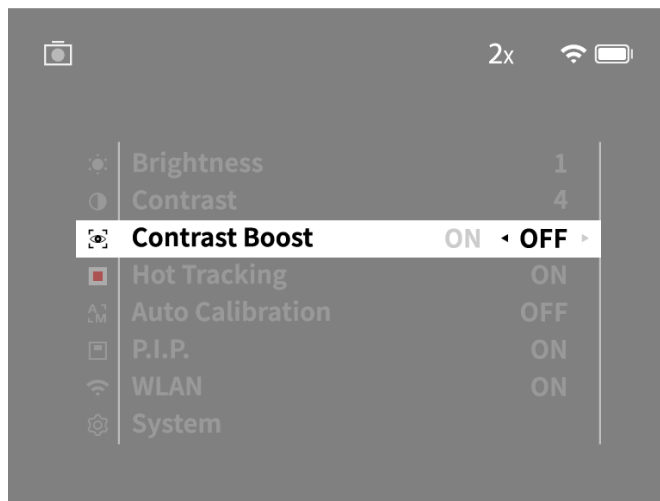 2x
Brightness 1
Contrast 4
Contrast Boost ON OFF
Hot Tracking ON
Auto Calibration OFF
P.I.P. ON
WLAN ON
System